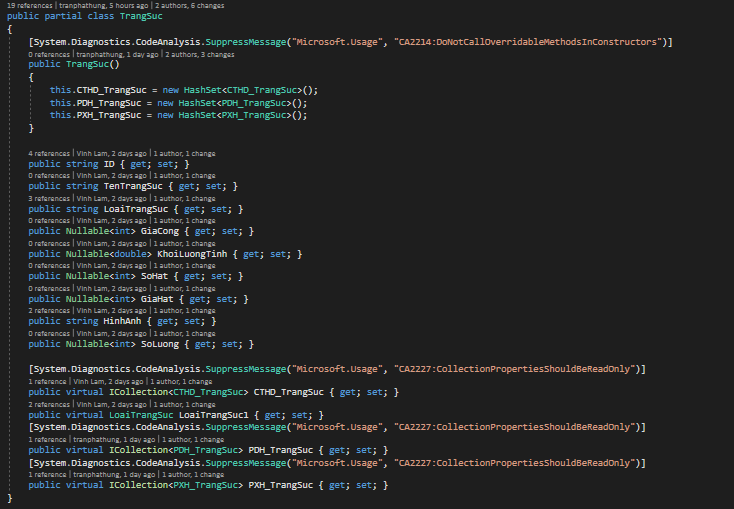 19 references | tranphathung, 5 hours ago | 2 authors, 6 changes
public partial class TrangSuc
{
[System.Diagnostics.CodeAnalysis.SuppressMessage("Microsoft.Usage", "CA2214:DoNotCallOverridableMethodsInConstructors")]
0 references | tranphathung, 1 day ago | 2 authors, 3 changes
public TrangSuc()
{
this.CTHD_TrangSuc = new HashSet<CTHD_TrangSuc>();
this.PDH_TrangSuc = new HashSet<PDH_TrangSuc>();
this.PXH_TrangSuc = new HashSet<PXH_TrangSuc>();
}
4 references | Vinh Lam, 2 days ago | 1 author, 1 change
public string ID { get; set; }
0 references | Vinh Lam, 2 days ago | 1 author, 1 change
public string TenTrangSuc { get; set; }
3 references | Vinh Lam, 2 days ago | 1 author, 1 change
public string LoaiTrangSuc { get; set; }
0 references | Vinh Lam, 2 days ago | 1 author, 1 change
public Nullable<int> GiaCong { get; set; }
0 references | Vinh Lam, 2 days ago | 1 author, 1 change
public Nullable<double> KhoiLuongTinh { get; set; }
0 references | Vinh Lam, 2 days ago | 1 author, 1 change
public Nullable<int> SoHat { get; set; }
0 references | Vinh Lam, 2 days ago | 1 author, 1 change
public Nullable<int> GiaHat { get; set; }
2 references | Vinh Lam, 2 days ago | 1 author, 1 change
public string HinhAnh { get; set; }
0 references | Vinh Lam, 2 days ago | 1 author, 1 change
public Nullable<int> SoLuong { get; set; }
[System.Diagnostics.CodeAnalysis.SuppressMessage("Microsoft.Usage", "CA2227:CollectionPropertiesShouldBeReadOnly")]
1 reference | Vinh Lam, 2 days ago | 1 author, 1 change
public virtual ICollection<CTHD_TrangSuc> CTHD_TrangSuc { get; set; }
2 references | Vinh Lam, 2 days ago | 1 author, 1 change
public virtual LoaiTrangSuc LoaiTrangSuc1 { get; set; }
[System.Diagnostics.CodeAnalysis.SuppressMessage("Microsoft.Usage", "CA2227:CollectionPropertiesShouldBeReadOnly")]
1 reference | tranphathung, 1 day ago | 1 author, 1 change
public virtual ICollection<PDH_TrangSuc> PDH_TrangSuc { get; set; }
[System.Diagnostics.CodeAnalysis.SuppressMessage("Microsoft.Usage", "CA2227:CollectionPropertiesShouldBeReadOnly")]
1 reference | tranphathung, 1 day ago | 1 author, 1 change
public virtual ICollection<PXH_TrangSuc> PXH_TrangSuc { get; set; }
}